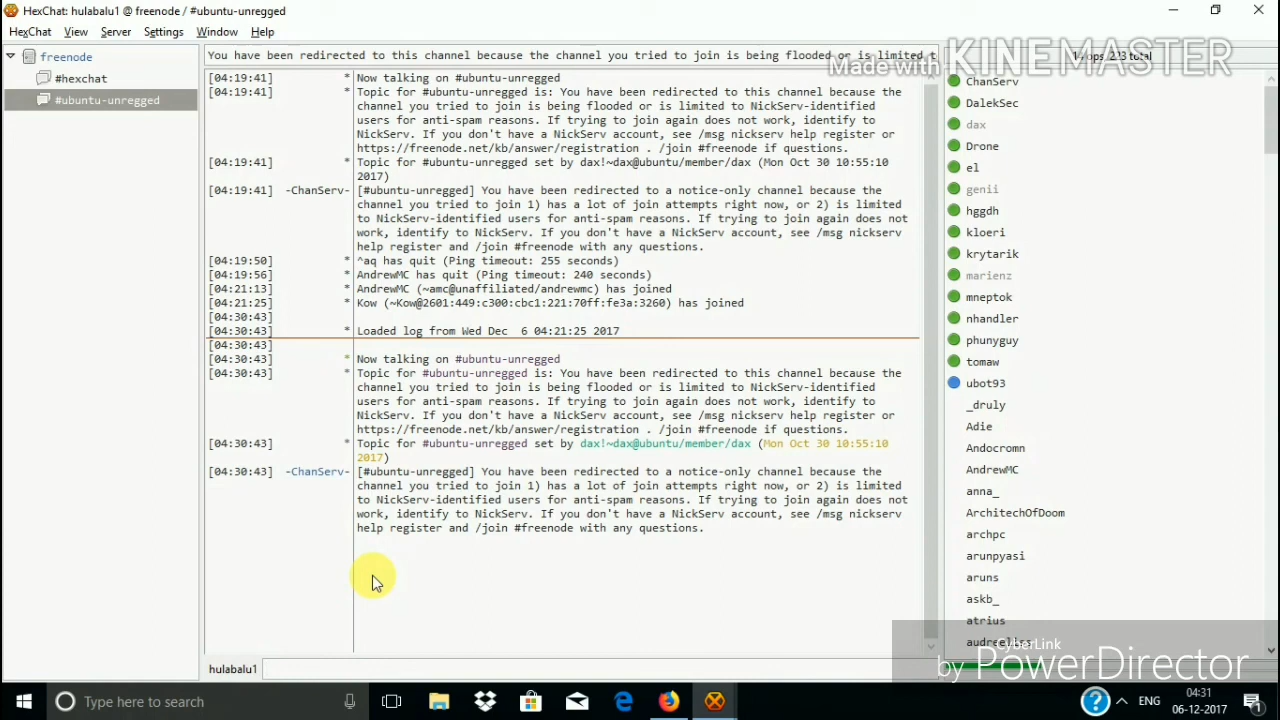 HexChat: hulabalu1 @ freenode / #ubuntu-unregged
HexChat View Server Settings Window Help
freenode
#hexchat
#ubuntu-unregged
You have been redirected to this channel because the channel you tried to join is being flooded or is limited t
Made with KINEMASTER
14 ops, 223 total
[04:19:41] * Now talking on #ubuntu-unregged
[04:19:41] * Topic for #ubuntu-unregged is: You have been redirected to this channel because the
channel you tried to join is being flooded or is limited to NickServ-identified
users for anti-spam reasons. If trying to join again does not work, identify to
NickServ. If you don't have a NickServ account, see /msg nickserv help register or
https://freenode.net/kb/answer/registration . /join #freenode if questions.
[04:19:41] * Topic for #ubuntu-unregged set by dax!~dax@ubuntu/member/dax (Mon Oct 30 10:55:10
2017)
[04:19:41] -ChanServ- [#ubuntu-unregged] You have been redirected to a notice-only channel because the
channel you tried to join 1) has a lot of join attempts right now, or 2) is limited
to NickServ-identified users for anti-spam reasons. If trying to join again does not
work, identify to NickServ. If you don't have a NickServ account, see /msg nickserv
help register and /join #freenode with any questions.
[04:19:50] * ^aq has quit (Ping timeout: 255 seconds)
[04:19:56] * AndrewMC has quit (Ping timeout: 240 seconds)
[04:21:13] * AndrewMC (~amc@unaffiliated/andrewmc) has joined
[04:21:25] * Kow (~Kow@2601:449:c300:cbc1:221:70ff:fe3a:3260) has joined
[04:30:43]
[04:30:43] * Loaded log from Wed Dec 6 04:21:25 2017
[04:30:43]
[04:30:43] * Now talking on #ubuntu-unregged
[04:30:43] * Topic for #ubuntu-unregged is: You have been redirected to this channel because the
channel you tried to join is being flooded or is limited to NickServ-identified
users for anti-spam reasons. If trying to join again does not work, identify to
NickServ. If you don't have a NickServ account, see /msg nickserv help register or
https://freenode.net/kb/answer/registration . /join #freenode if questions.
[04:30:43] * Topic for #ubuntu-unregged set by dax!~dax@ubuntu/member/dax (Mon Oct 30 10:55:10
2017)
[04:30:43] -ChanServ- [#ubuntu-unregged] You have been redirected to a notice-only channel because the
channel you tried to join 1) has a lot of join attempts right now, or 2) is limited
to NickServ-identified users for anti-spam reasons. If trying to join again does not
work, identify to NickServ. If you don't have a NickServ account, see /msg nickserv
help register and /join #freenode with any questions.
ChanServ
DalekSec
dax
Drone
el
genii
hggdh
kloeri
krytarik
marienz
mneptok
nhandler
phunyguy
tomaw
ubot93
_druly
Adie
Andocromn
AndrewMC
anna_
ArchitechOfDoom
archpc
arunpyasi
aruns
askb_
atrius
hulabalu1
CyberLink
by PowerDirector
Type here to search
ENG
04:31
06-12-2017
1